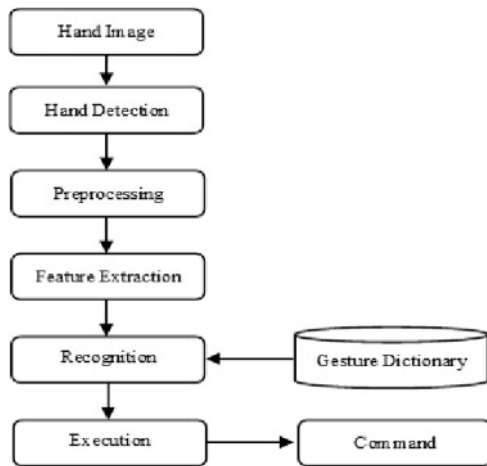 Hand Image
Hand Detection
Preprocessing
Feature Extraction
Recognition
Gesture Dictionary
Execution
Command